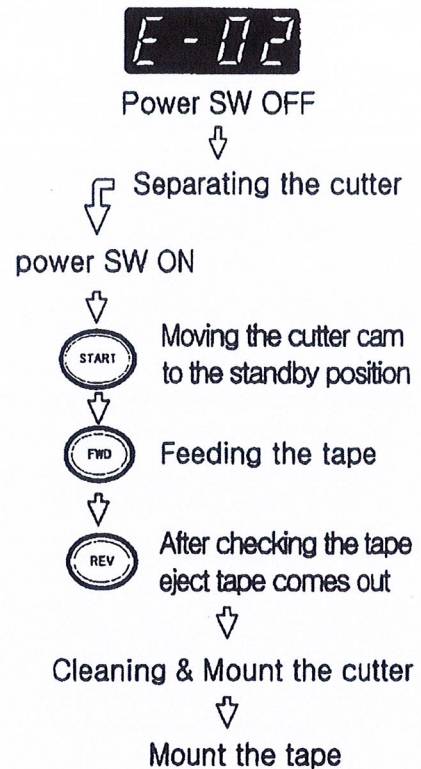 E-02
Power SW OFF
Separating the cutter
power SW ON
START
Moving the cutter cam
to the standby position
FWD
Feeding the tape
REV
After checking the tape
eject tape comes out
Cleaning & Mount the cutter
Mount the tape